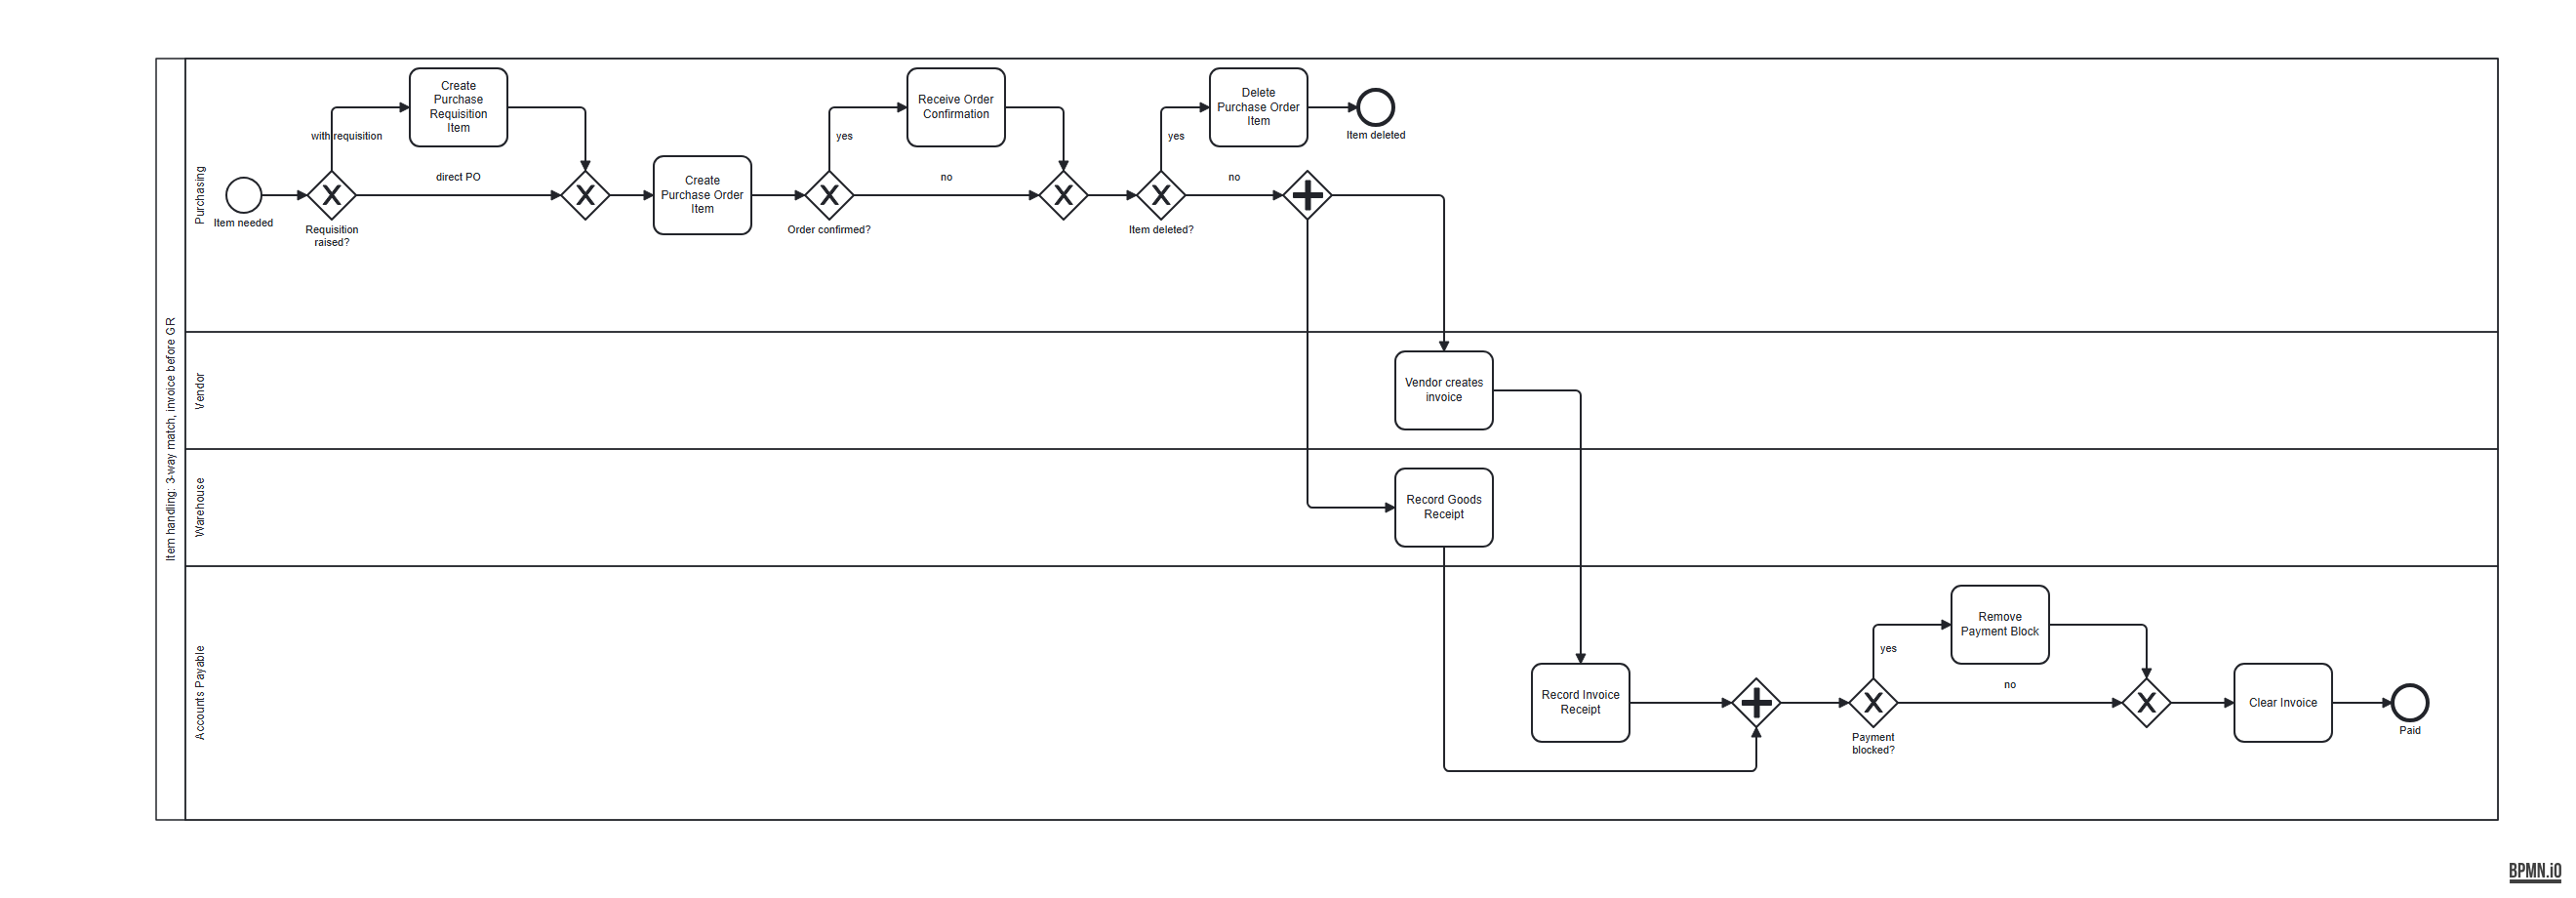 Item handling: 3-way match, invoice before GR
Purchasing
Item needed
Requisition
raised?
with requisition
direct PO
Create
Purchase
Requisition
Item
Create
Purchase Order
Item
Order confirmed?
yes
no
Receive Order
Confirmation
Item deleted?
yes
no
Delete
Purchase Order
Item
Item deleted
Vendor
Vendor creates
invoice
Warehouse
Record Goods
Receipt
Accounts Payable
Record Invoice
Receipt
Payment
blocked?
yes
no
Remove
Payment Block
Clear Invoice
Paid
BPMN.iO